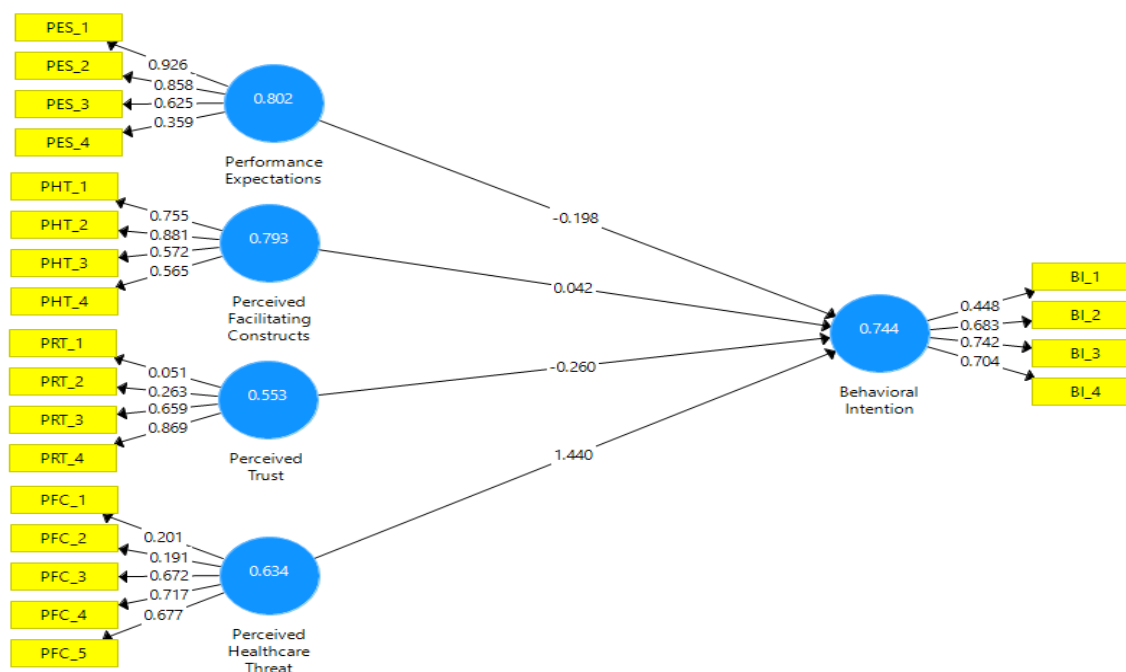 PES_1
PES_2
PES_3
PES_4
0.926
0.858
0.625
0.359
0.802
Performance
Expectations
-0.198
PHT_1
PHT_2
PHT_3
PHT_4
0.755
0.881
0.572
0.565
0.793
Perceived
Facilitating
Constructs
0.042
PRT_1
PRT_2
PRT_3
PRT_4
0.051
0.263
0.659
0.869
0.553
Perceived
Trust
-0.260
PFC_1
PFC_2
PFC_3
PFC_4
PFC_5
0.201
0.191
0.672
0.717
0.677
0.634
Perceived
Healthcare
Threat
1.440
0.744
Behavioral
Intention
0.448
0.683
0.742
0.704
BI_1
BI_2
BI_3
BI_4